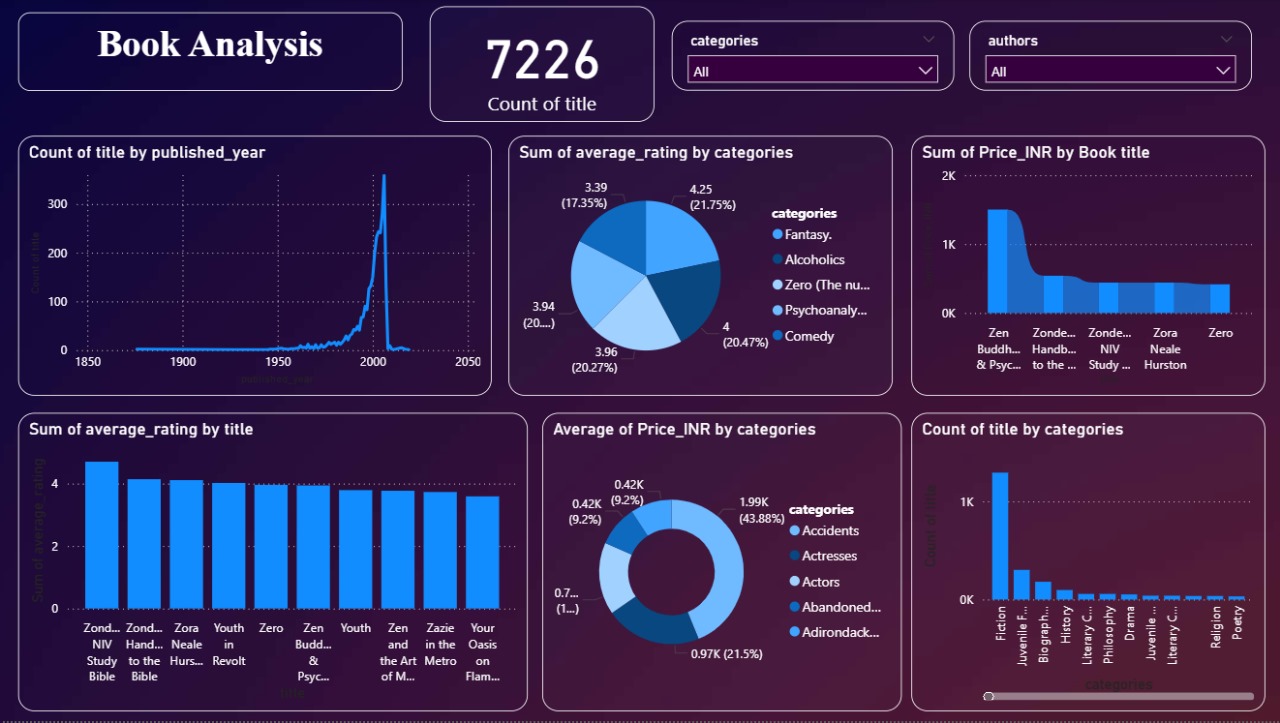 Book Analysis
7226
Count of title
categories
All
authors
All
Count of title by published_year
Count of title
300
200
100
0
1850
1900
1950
2000
2050
published_year
Sum of average_rating by categories
3.39
(17.35%)
4.25
(21.75%)
3.94
(20....)
3.96
(20.27%)
4
(20.47%)
categories
Fantasy.
Alcoholics
Zero (The nu...
Psychoanaly...
Comedy
Sum of Price_INR by Book title
2K
1K
0K
Zen
Buddh...
& Psyc...
Zonde...
Handb...
to the ...
Zonde...
NIV
Study ...
Zora
Neale
Hurston
Zero
Sum of average_rating by title
Sum of average_rating
4
2
0
Zond...
NIV
Study
Bible
Zond...
Hand...
to the
Bible
Zora
Neale
Hurs...
Youth
in
Revolt
Zero
Zen
Budd...
&
Psyc...
Youth
Zen
and
the Art
of M...
Zazie
in the
Metro
Your
Oasis
on
Flam...
title
Average of Price_INR by categories
0.42K
(9.2%)
0.42K
(9.2%)
1.99K
(43.88%)
0.7...
(1...)
0.97K (21.5%)
categories
Accidents
Actresses
Actors
Abandoned...
Adirondack...
Count of title by categories
Count of title
1K
0K
Fiction
Juvenile F...
Biograph...
History
Literary C...
Philosophy
Drama
Juvenile ...
Literary C...
Religion
Poetry
categories